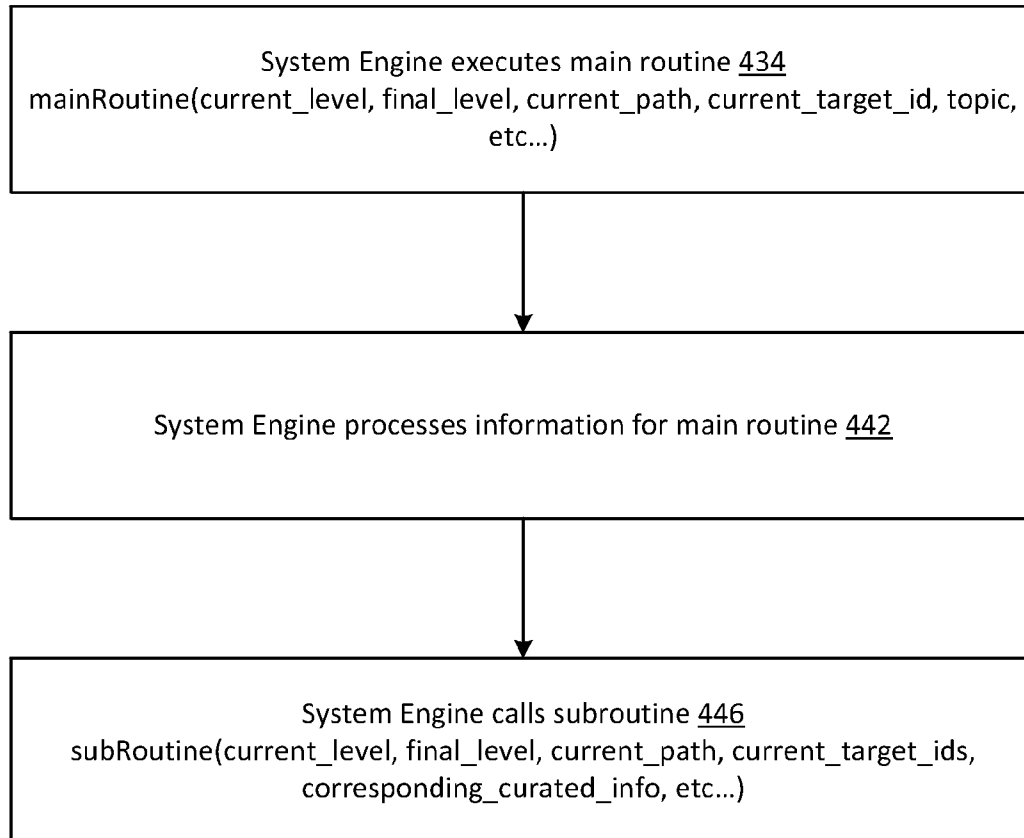 System Engine executes main routine 434
mainRoutine(current_level, final_level, current_path, current_target_id, topic,
etc...)
System Engine processes information for main routine 442
System Engine calls subroutine 446
subRoutine(current_level, final_level, current_path, current_target_ids,
corresponding_curated_info, etc...)